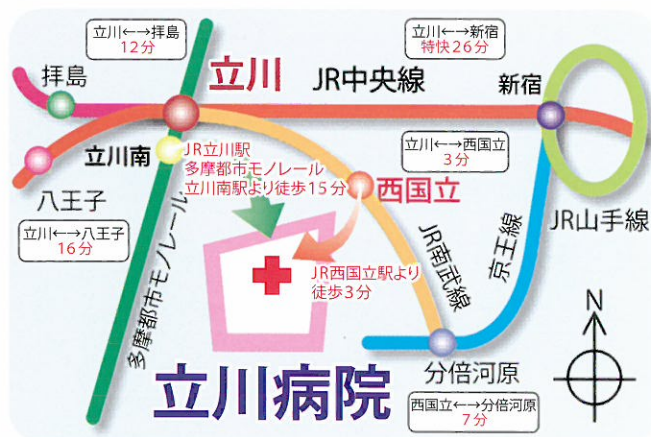 立川←→拝島
12分
立川←→新宿
特快26分
拝島
立川
JR中央線
新宿
立川南
JR立川駅
多摩都市モノレール
立川南駅より徒歩15分
立川←→西国立
3分
八王子
西国立
JR山手線
立川←→八王子
16分
多摩都市モノレール
JR南武線
京王線
JR西国立駅より
徒歩3分
N
立川病院
分倍河原
西国立←→分倍河原
7分